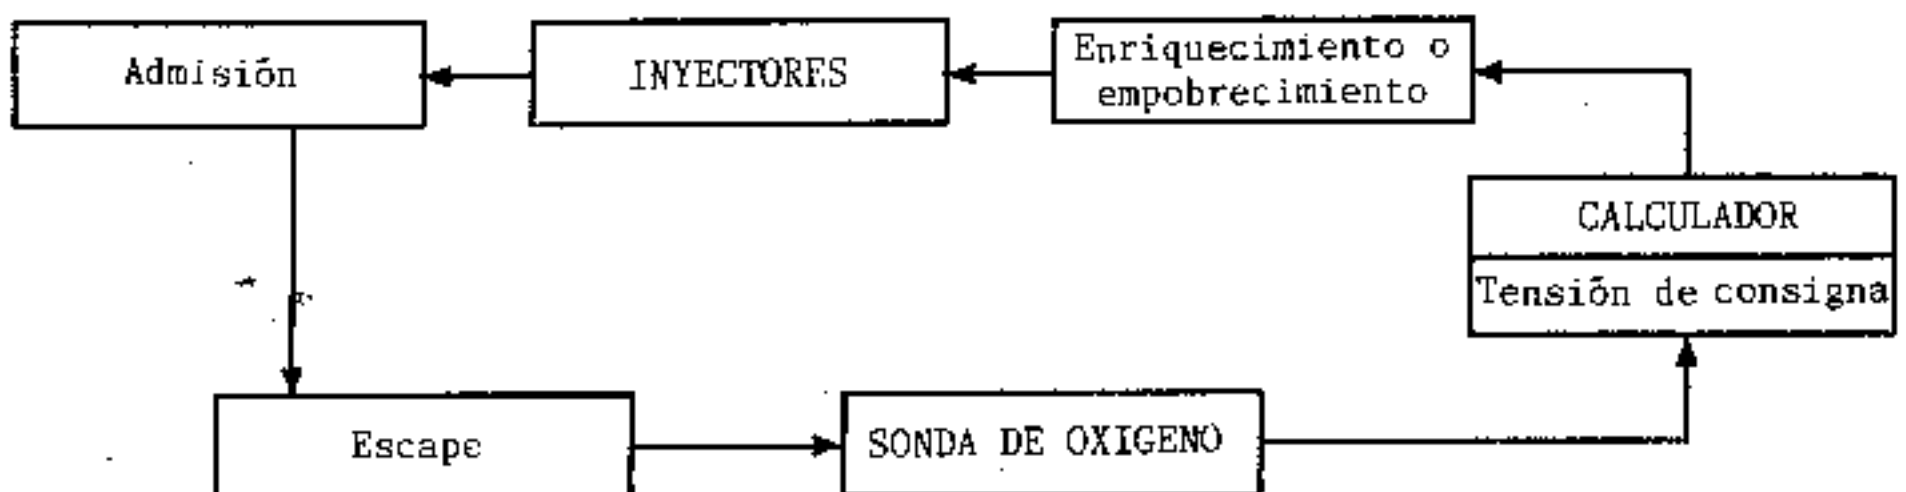 Admisión
INYECTORES
Enriquecimiento o
empobrecimiento
CALCULADOR
Tensión de consigna
Escape
SONDA DE OXIGENO